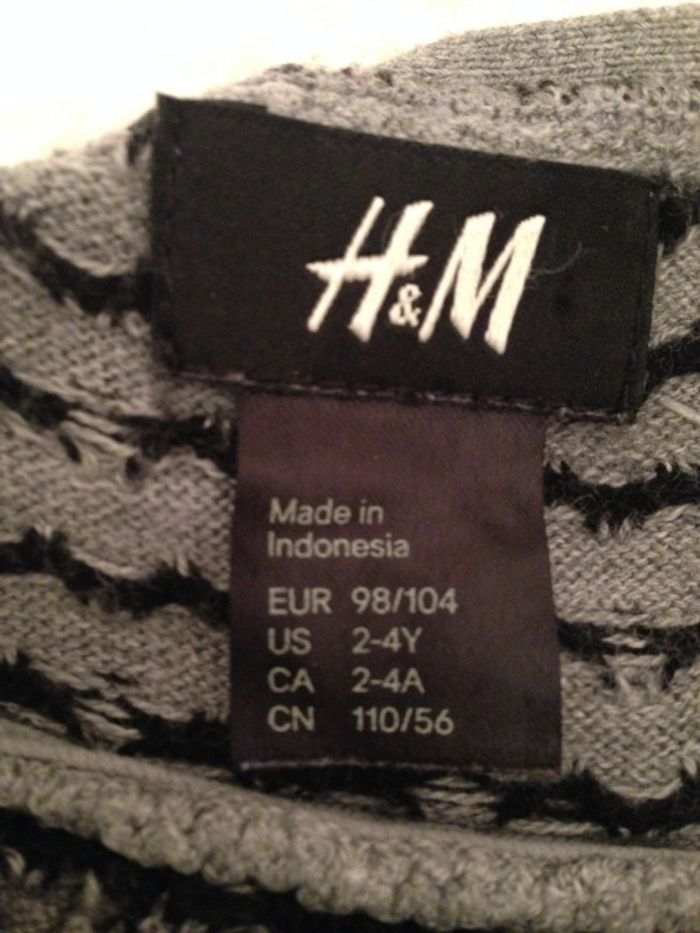 H&M
Made in
Indonesia
EUR 98/104
US 2-4Y
CA 2-4A
CN 110/56